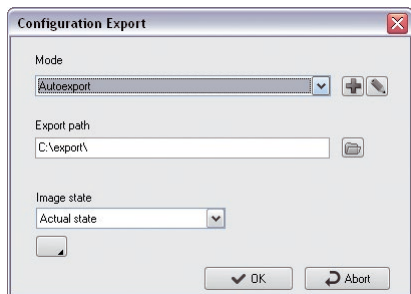 Configuration Export
Mode
Autoexport
Export path
C:\export\
Image state
Actual state
OK Abort